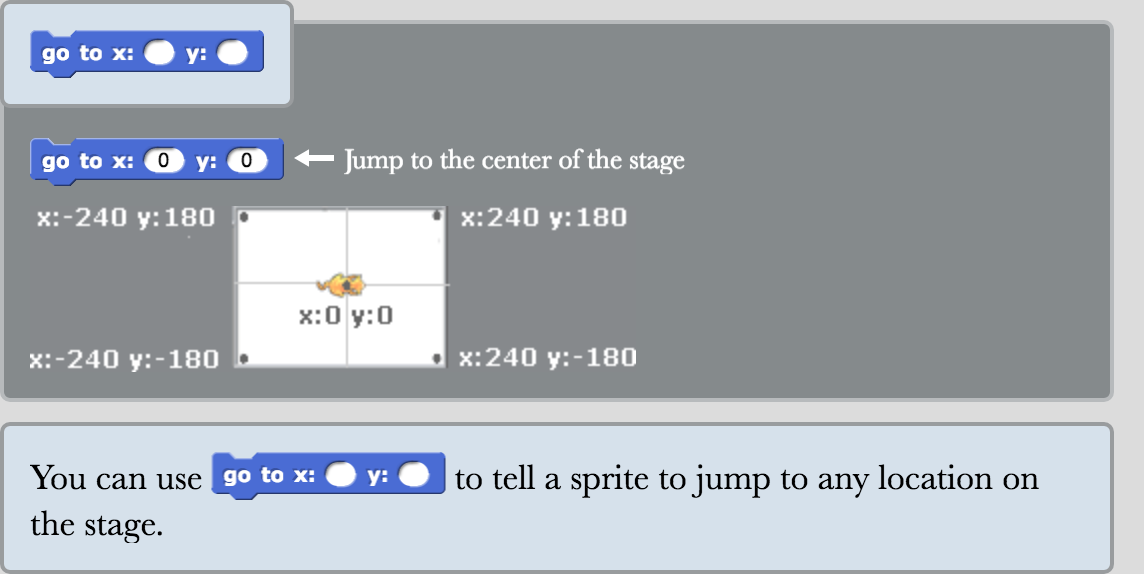 go to x: y:
go to x: 0 y: 0 Jump to the center of the stage
x:-240 y:180 x:240 y:180
x:0 y:0
x:-240 y:-180 x:240 y:-180
You can use go to x: y: to tell a sprite to jump to any location on
the stage.